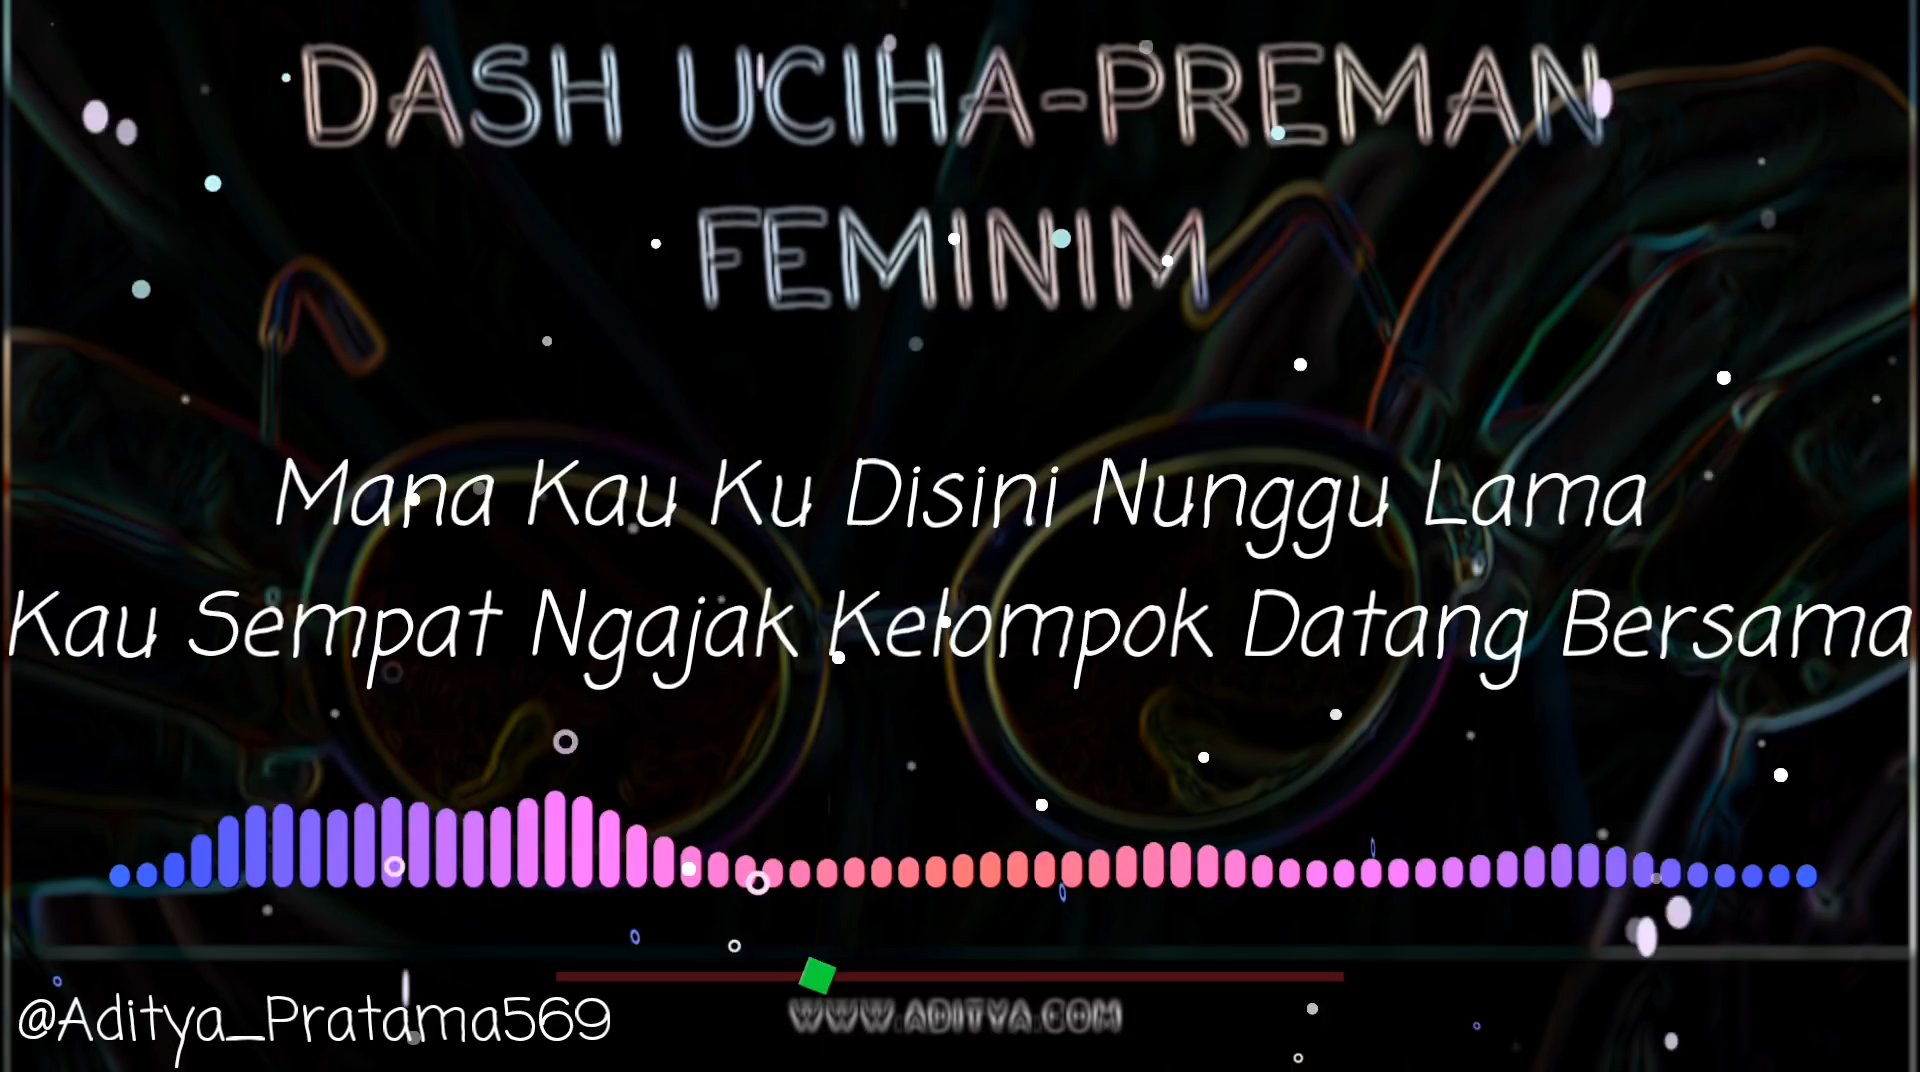 DASH UCIHA-PREMAN
FEMINIM
Mana Kau Ku Disini Nunggu Lama
Kau Sempat Ngajak Kelompok Datang Bersama
@Aditya_Pratama569
WWW.ADITYA.COM